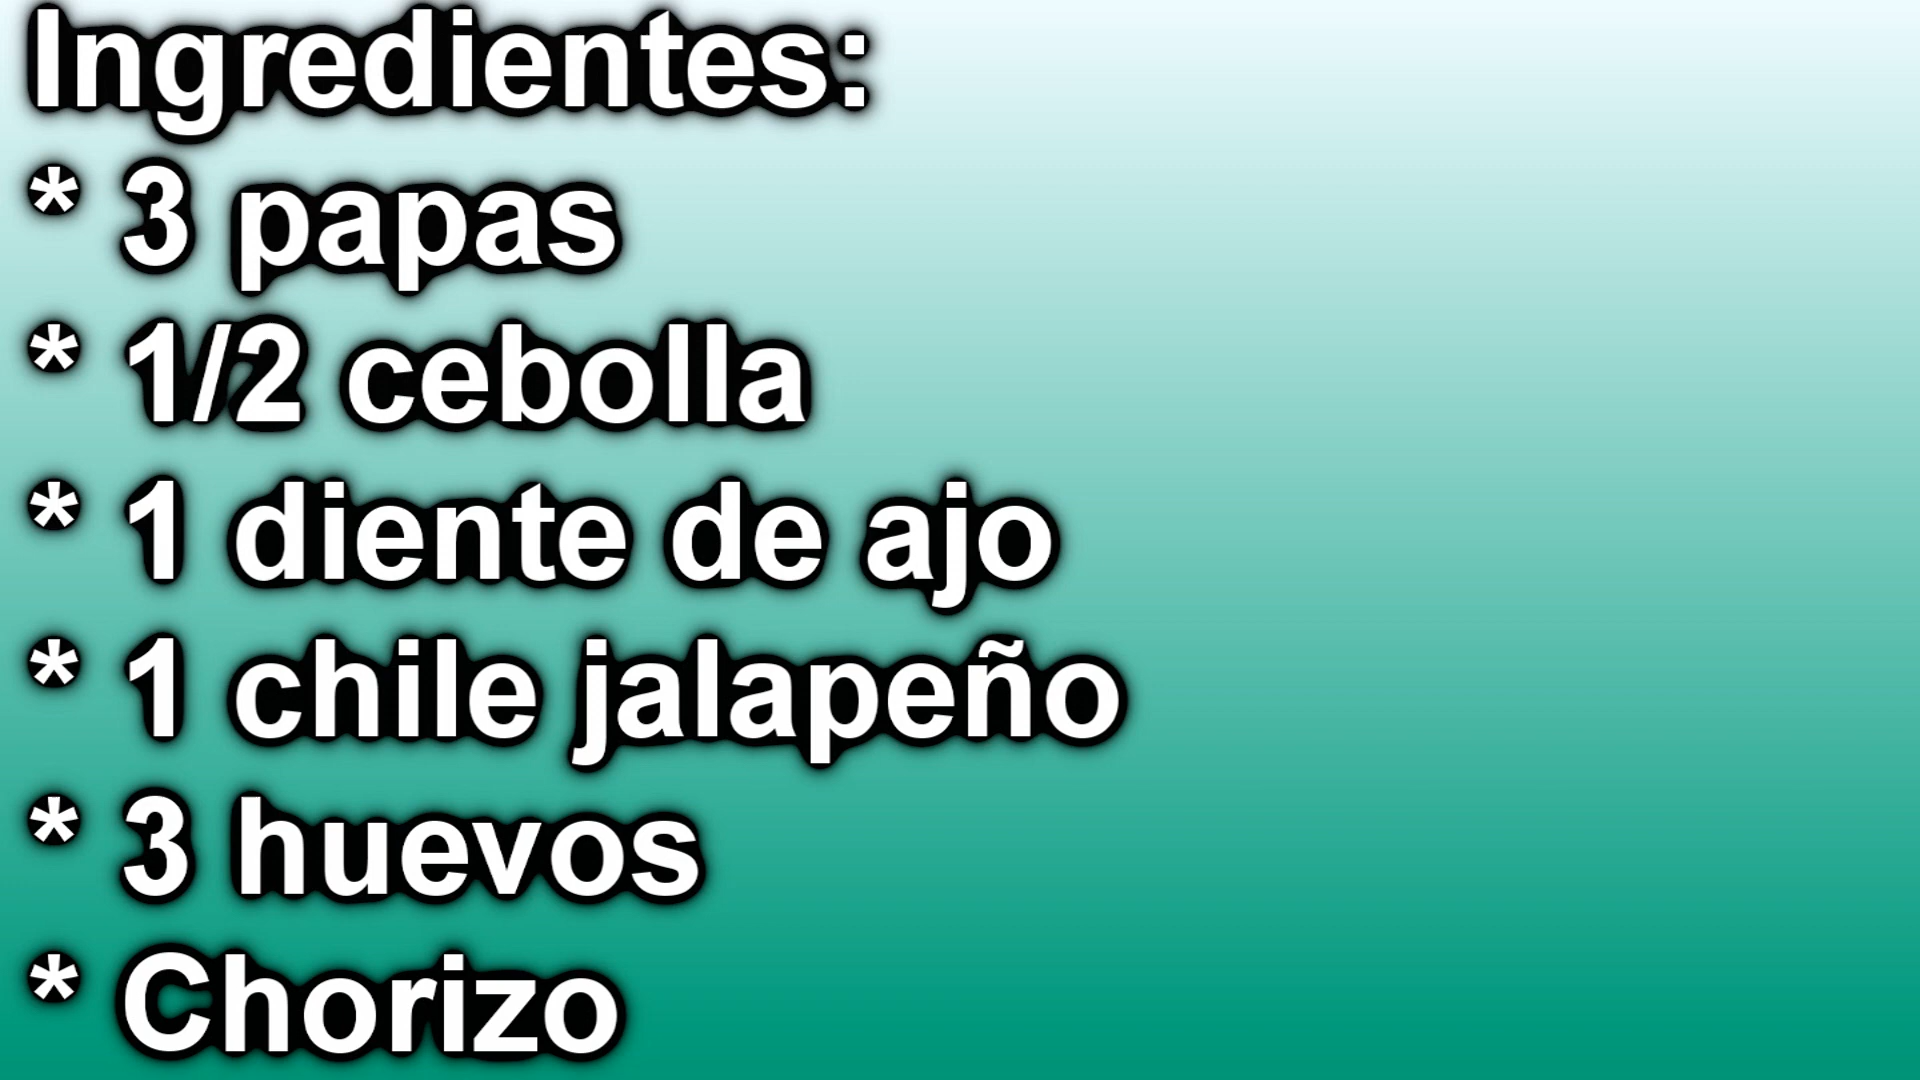 Ingredientes:
* 3 papas
* 1/2 cebolla
* 1 diente de ajo
* 1 chile jalapeño
* 3 huevos
* Chorizo